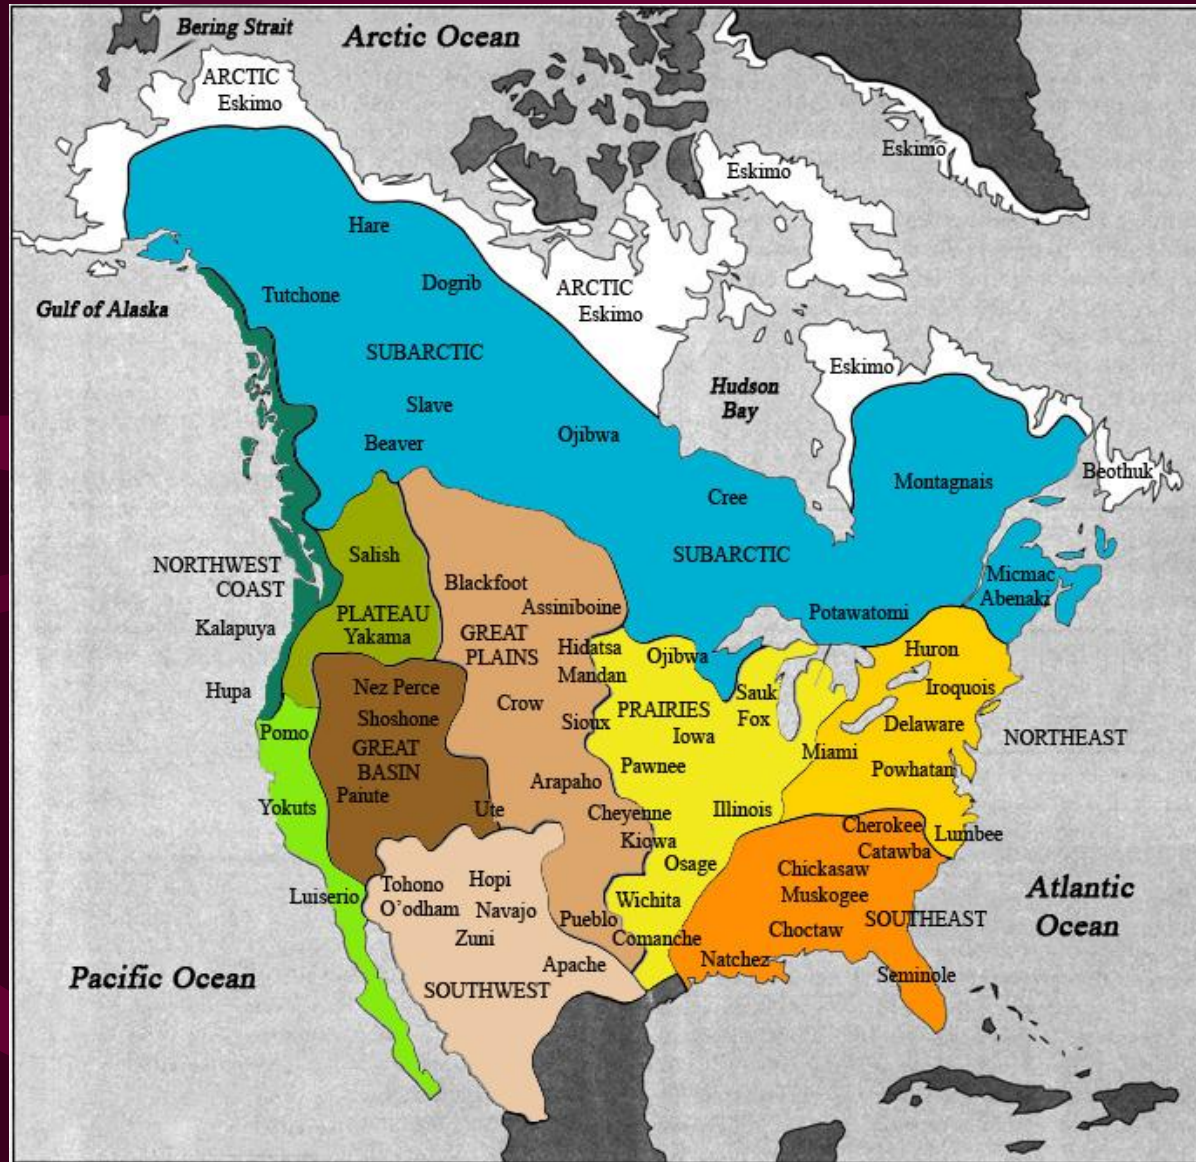 Bering Strait
Arctic Ocean
ARCTIC
Eskimo
Eskimo
Eskimo
Hare
Dogrib
Tutchone
ARCTIC
Eskimo
Gulf of Alaska
SUBARCTIC
Eskimo
Hudson
Bay
Slave
Beaver
Ojibwa
Beothuk
Montagnais
Cree
SUBARCTIC
Salish
NORTHWEST
COAST
Blackfoot
Micmac
Abenaki
Assiniboine
Potawatomi
PLATEAU
Yakama
Kalapuya
GREAT
PLAINS
Hidatsa
Mandan
Ojibwa
Huron
Iroquois
Hupa
Nez Perce
Crow
Sauk
Fox
Shoshone
Sioux
PRAIRIES
Iowa
Delaware
Pomo
GREAT
BASIN
NORTHEAST
Miami
Pawnee
Powhatan
Arapaho
Paiute
Yokuts
Ute
Cheyenne
Illinois
Kiowa
Cherokee
Lumbee
Catawba
Osage
Chickasaw
Muskogee
Luiserio
Tohono
O'odham
Hopi
Navajo
Zuni
Wichita
Atlantic
Ocean
Pueblo
SOUTHEAST
Comanche
Choctaw
Natchez
Apache
Seminole
Pacific Ocean
SOUTHWEST